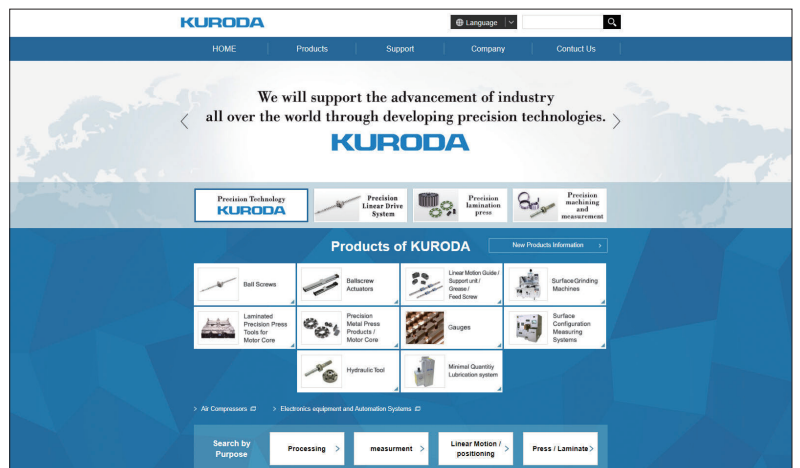 KURODA
Language
HOME
Products
Support
Company
Contuct Us
We will support the advancement of industry
all over the world through developing precision technologies.
KURODA
Precision Technology
KURODA
Precision
Linear Drive
System
Precision
lamination
press
Precision
machining
and
measurement
Products of KURODA
New Products Information
Ball Screws
Ballscrew
Actuators
Linear Motion Guide /
Support unit /
Grease /
Feed Screw
Surface Grinding
Machines
Laminated
Precision Press
Tools for
Motor Core
Precision
Metal Press
Products /
Motor Core
Gauges
Surface
Configuration
Measuring
Systems
Hydraulic Tool
Minimal Quantitiy
Lubrication system
Air Compressors
Electronics equipment and Automation Systems
Search by
Purpose
Processing
measurment
Linear Motion /
positioning
Press / Laminate